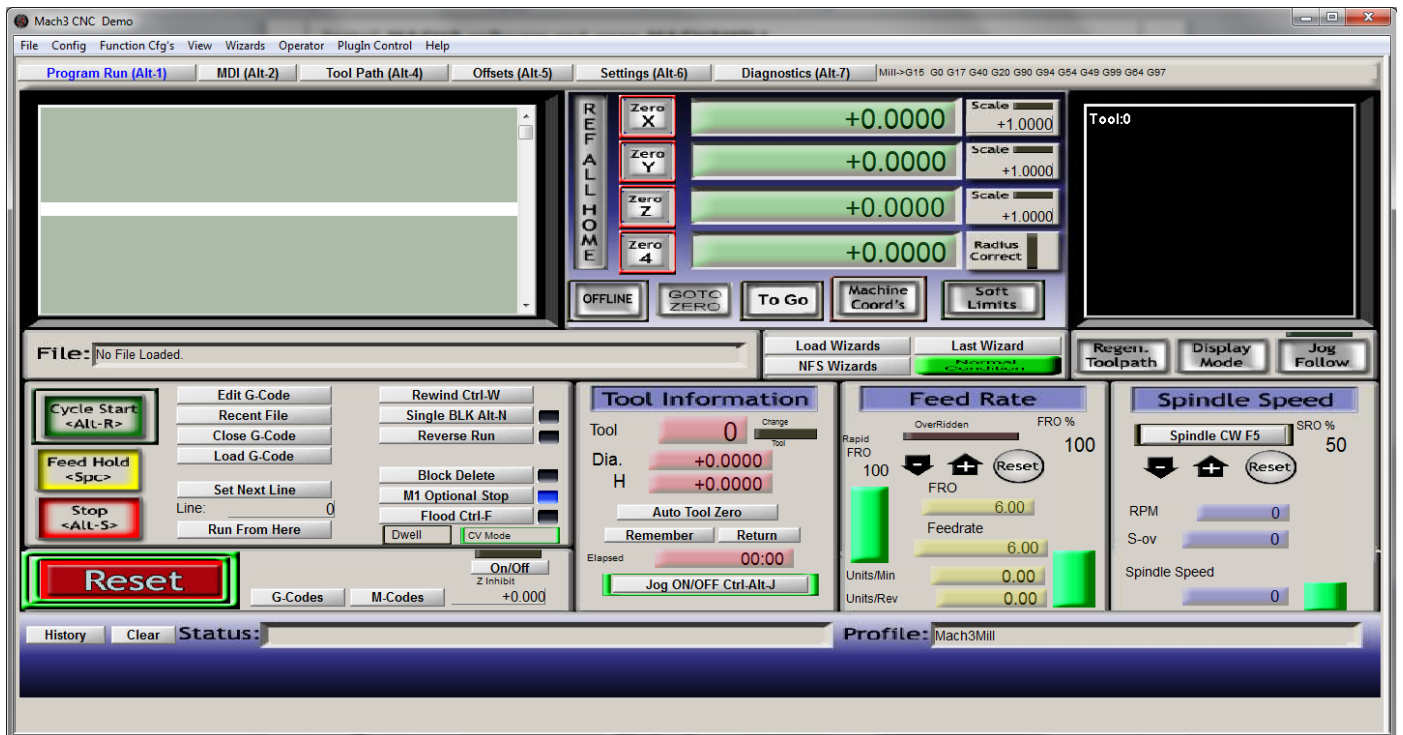 Mach3 CNC Demo
File Config Function Cfg's View Wizards Operator PlugIn Control Help
Program Run (Alt-1) MDI (Alt-2) Tool Path (Alt-4) Offsets (Alt-5) Settings (Alt-6) Diagnostics (Alt-7) Mill->G15 G0 G17 G40 G20 G90 G94 G54 G49 G99 G64 G97
REF ALL HOME
Zero X +0.0000 Scale +1.0000
Zero Y +0.0000 Scale +1.0000
Zero Z +0.0000 Scale +1.0000
Zero 4 +0.0000 Radius Correct
OFFLINE GOTO ZERO To Go Machine Coord's Soft Limits
Tool:0
File: No File Loaded.
Load Wizards Last Wizard
NFS Wizards Normal Condition
Regen. Toolpath Display Mode Jog Follow
Cycle Start <Alt-R>
Feed Hold <Spc>
Stop <Alt-S>
Edit G-Code
Recent File
Close G-Code
Load G-Code
Set Next Line
Line: 0
Run From Here
Rewind Ctrl-W
Single BLK Alt-N
Reverse Run
Block Delete
M1 Optional Stop
Flood Ctrl-F
Dwell CV Mode
Reset
G-Codes M-Codes
On/Off
Z Inhibit
+0.000
Tool Information
Tool 0 Change Tool
Dia. +0.0000
H +0.0000
Auto Tool Zero
Remember Return
Elapsed 00:00
Jog ON/OFF Ctrl-Alt-J
Feed Rate
OverRidden FRO %
100
Rapid FRO
100
Reset
FRO
6.00
Feedrate
6.00
Units/Min 0.00
Units/Rev 0.00
Spindle Speed
Spindle CW F5
SRO %
50
Reset
RPM 0
S-ov 0
Spindle Speed
0
History Clear Status:
Profile: Mach3Mill